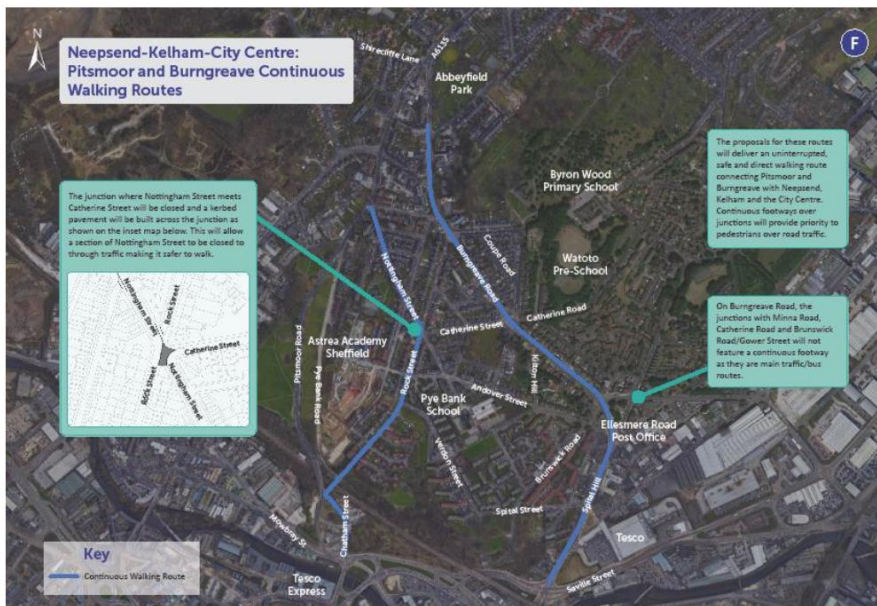 N
Neepsend-Kelham-City Centre:
Pitsmoor and Burngreave Continuous
Walking Routes
F
Shirecliffe Lane
A6135
Abbeyfield
Park
The proposals for these routes
will deliver an uninterrupted,
safe and direct walking route
connecting Pitsmoor and
Burngreave with Neepsend,
Kelham and the City Centre.
Continuous footways over
junctions will provide priority to
pedestrians over road traffic.
Byron Wood
Primary School
The junction where Nottingham Street meets
Catherine Street will be closed and a kerbed
pavement will be built across the junction as
shown on the inset map below. This will allow
a section of Nottingham Street to be closed to
through traffic making it safer to walk.
Nottingham Street
Rock Street
Catherine Street
Rock Street
Nottingham Street
Coupe Road
Burngreave Road
Nottingham Street
Watoto
Pre-School
Catherine Street
Catherine Road
On Burngreave Road, the
junctions with Minna Road,
Catherine Road and Brunswick
Road/Gower Street will not
feature a continuous footway
as they are main traffic/bus
routes.
Astrea Academy
Sheffield
Pitsmoor Road
Pye Bank Road
Rock Street
Kilton Hill
Andover Street
Pye Bank
School
Ellesmere Road
Post Office
Verdon Street
Brunswick Road
Spital Hill
Spital Street
Mowbray St
Chatham Street
Tesco
Saville Street
Tesco
Express
Key
Continuous Walking Route